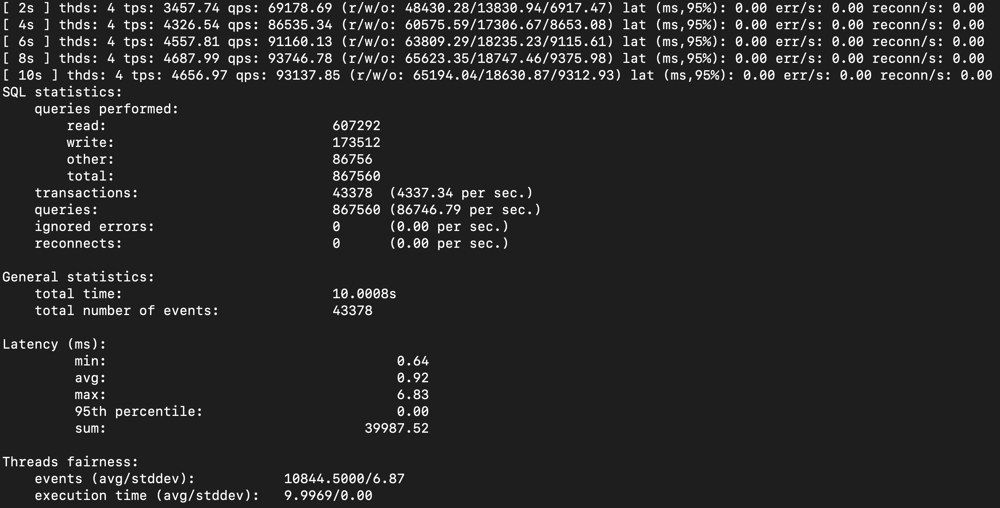 [ 2s ] thds: 4 tps: 3457.74 qps: 69178.69 (r/w/o: 48430.28/13830.94/6917.47) lat (ms,95%): 0.00 err/s: 0.00 reconn/s: 0.00
[ 4s ] thds: 4 tps: 4326.54 qps: 86535.34 (r/w/o: 60575.59/17306.67/8653.08) lat (ms,95%): 0.00 err/s: 0.00 reconn/s: 0.00
[ 6s ] thds: 4 tps: 4557.81 qps: 91160.13 (r/w/o: 63809.29/18235.23/9115.61) lat (ms,95%): 0.00 err/s: 0.00 reconn/s: 0.00
[ 8s ] thds: 4 tps: 4687.99 qps: 93746.78 (r/w/o: 65623.35/18747.46/9375.98) lat (ms,95%): 0.00 err/s: 0.00 reconn/s: 0.00
[ 10s ] thds: 4 tps: 4656.97 qps: 93137.85 (r/w/o: 65194.04/18630.87/9312.93) lat (ms,95%): 0.00 err/s: 0.00 reconn/s: 0.00
SQL statistics:
    queries performed:
        read:                            607292
        write:                           173512
        other:                           86756
        total:                           867560
    transactions:                        43378  (4337.34 per sec.)
    queries:                             867560 (86746.79 per sec.)
    ignored errors:                      0      (0.00 per sec.)
    reconnects:                          0      (0.00 per sec.)

General statistics:
    total time:                          10.0008s
    total number of events:              43378

Latency (ms):
         min:                                    0.64
         avg:                                    0.92
         max:                                    6.83
         95th percentile:                        0.00
         sum:                                39987.52

Threads fairness:
    events (avg/stddev):           10844.5000/6.87
    execution time (avg/stddev):   9.9969/0.00